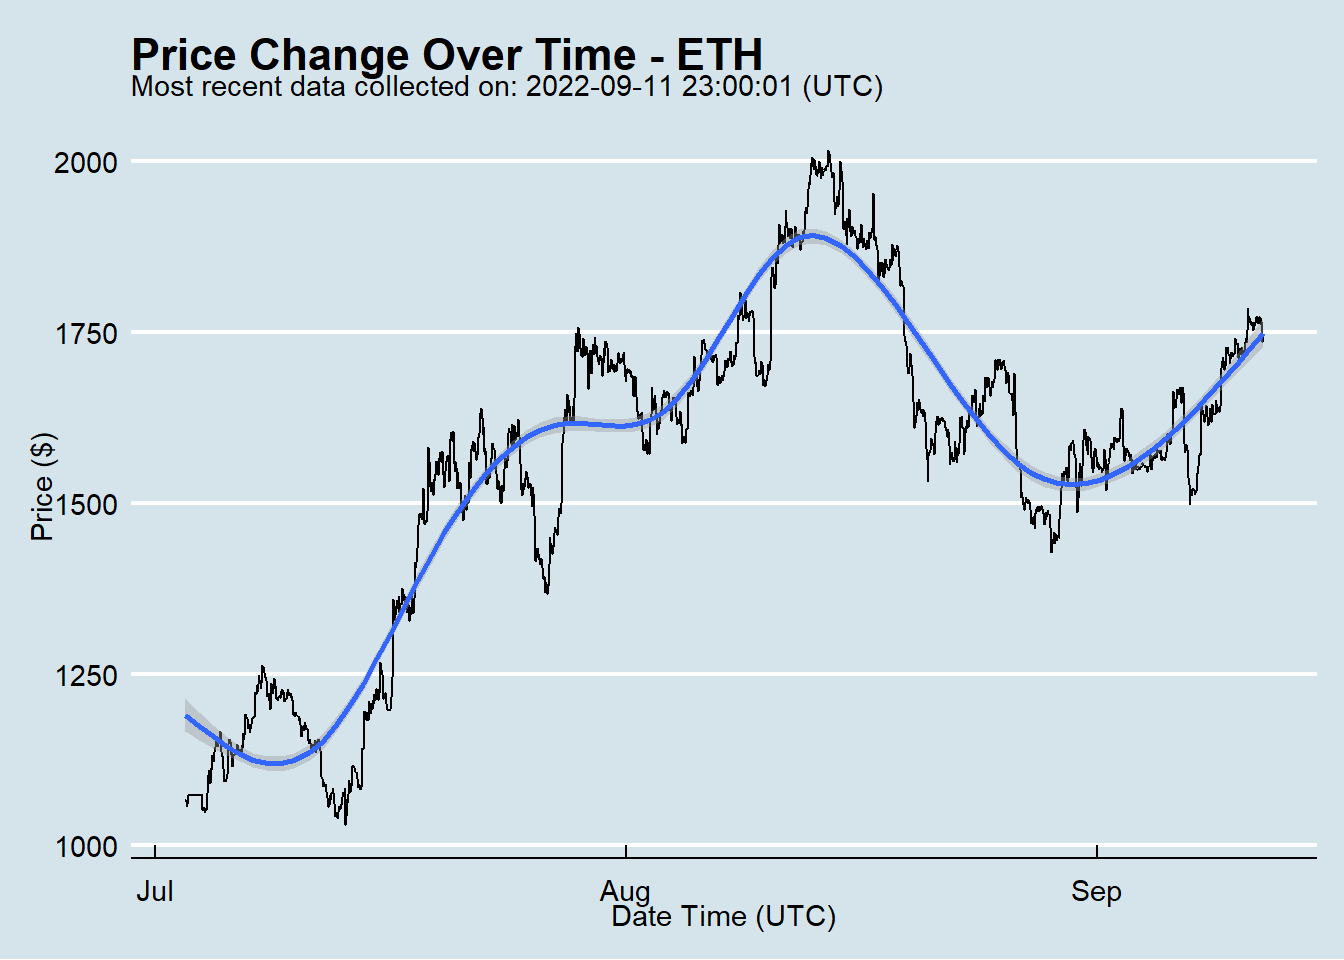 Price Change Over Time - ETH
Most recent data collected on: 2022-09-11 23:00:01 (UTC)
2000
1750
1500
1250
1000
Price ($)
Jul
Aug
Sep
Date Time (UTC)